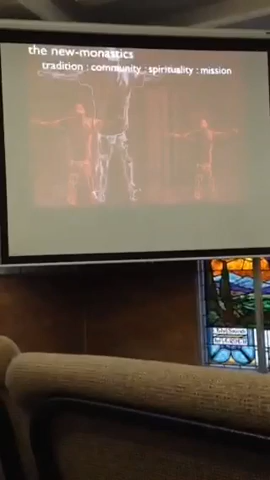 the new-monastics
tradition : community : spirituality : mission